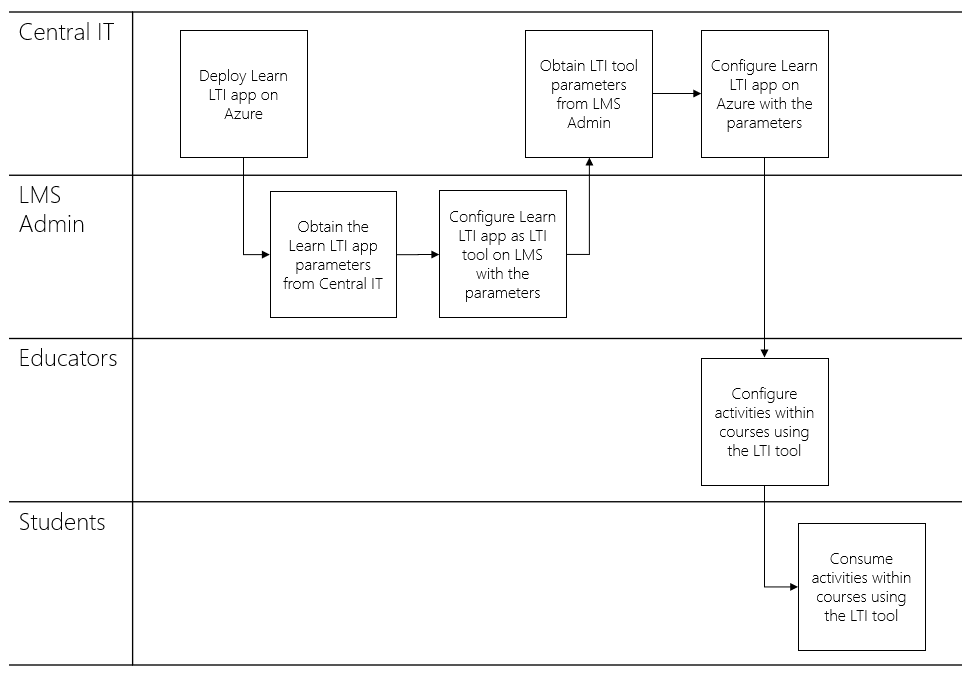 Central IT
Deploy Learn
LTI app on
Azure
Obtain LTI tool
parameters
from LMS
Admin
Configure Learn
LTI app on
Azure with the
parameters
LMS
Admin
Obtain the
Learn LTI app
parameters
from Central IT
Configure Learn
LTI app as LTI
tool on LMS
with the
parameters
Educators
Configure
activities within
courses using
the LTI tool
Students
Consume
activities within
courses using
the LTI tool